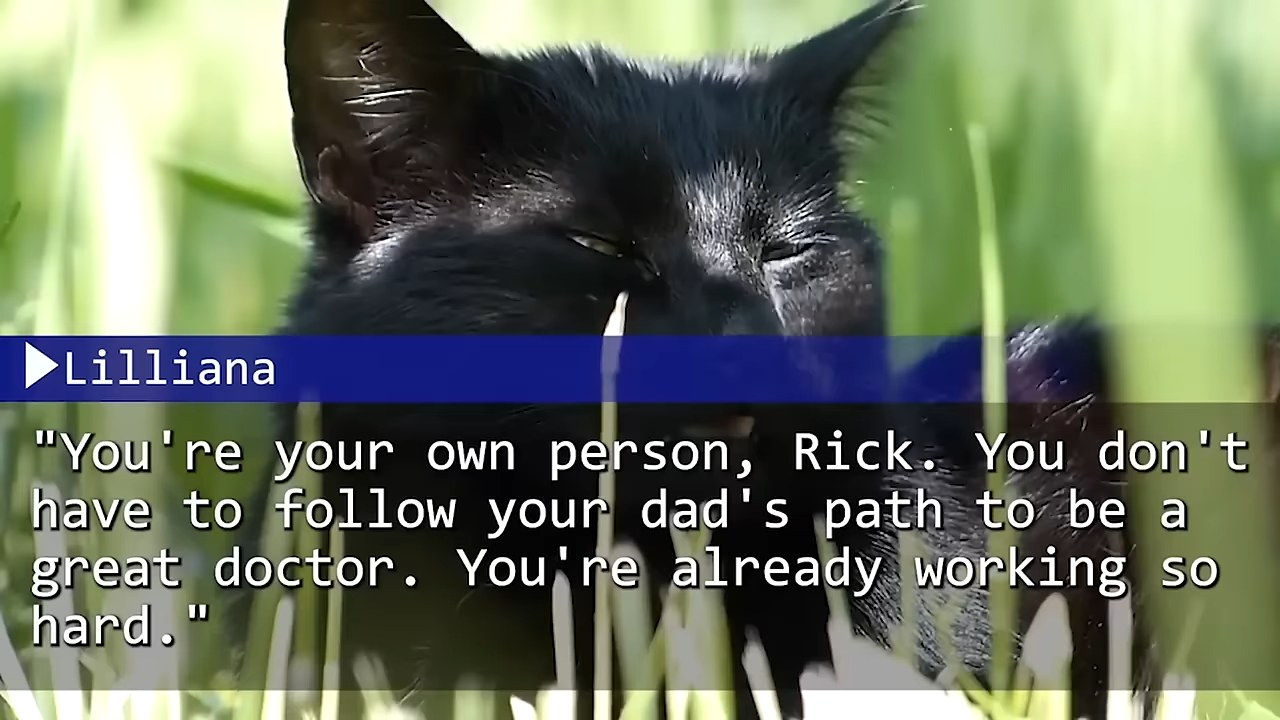 Lilliana
"You're your own person, Rick. You don't
have to follow your dad's path to be a
great doctor. You're already working so
hard."